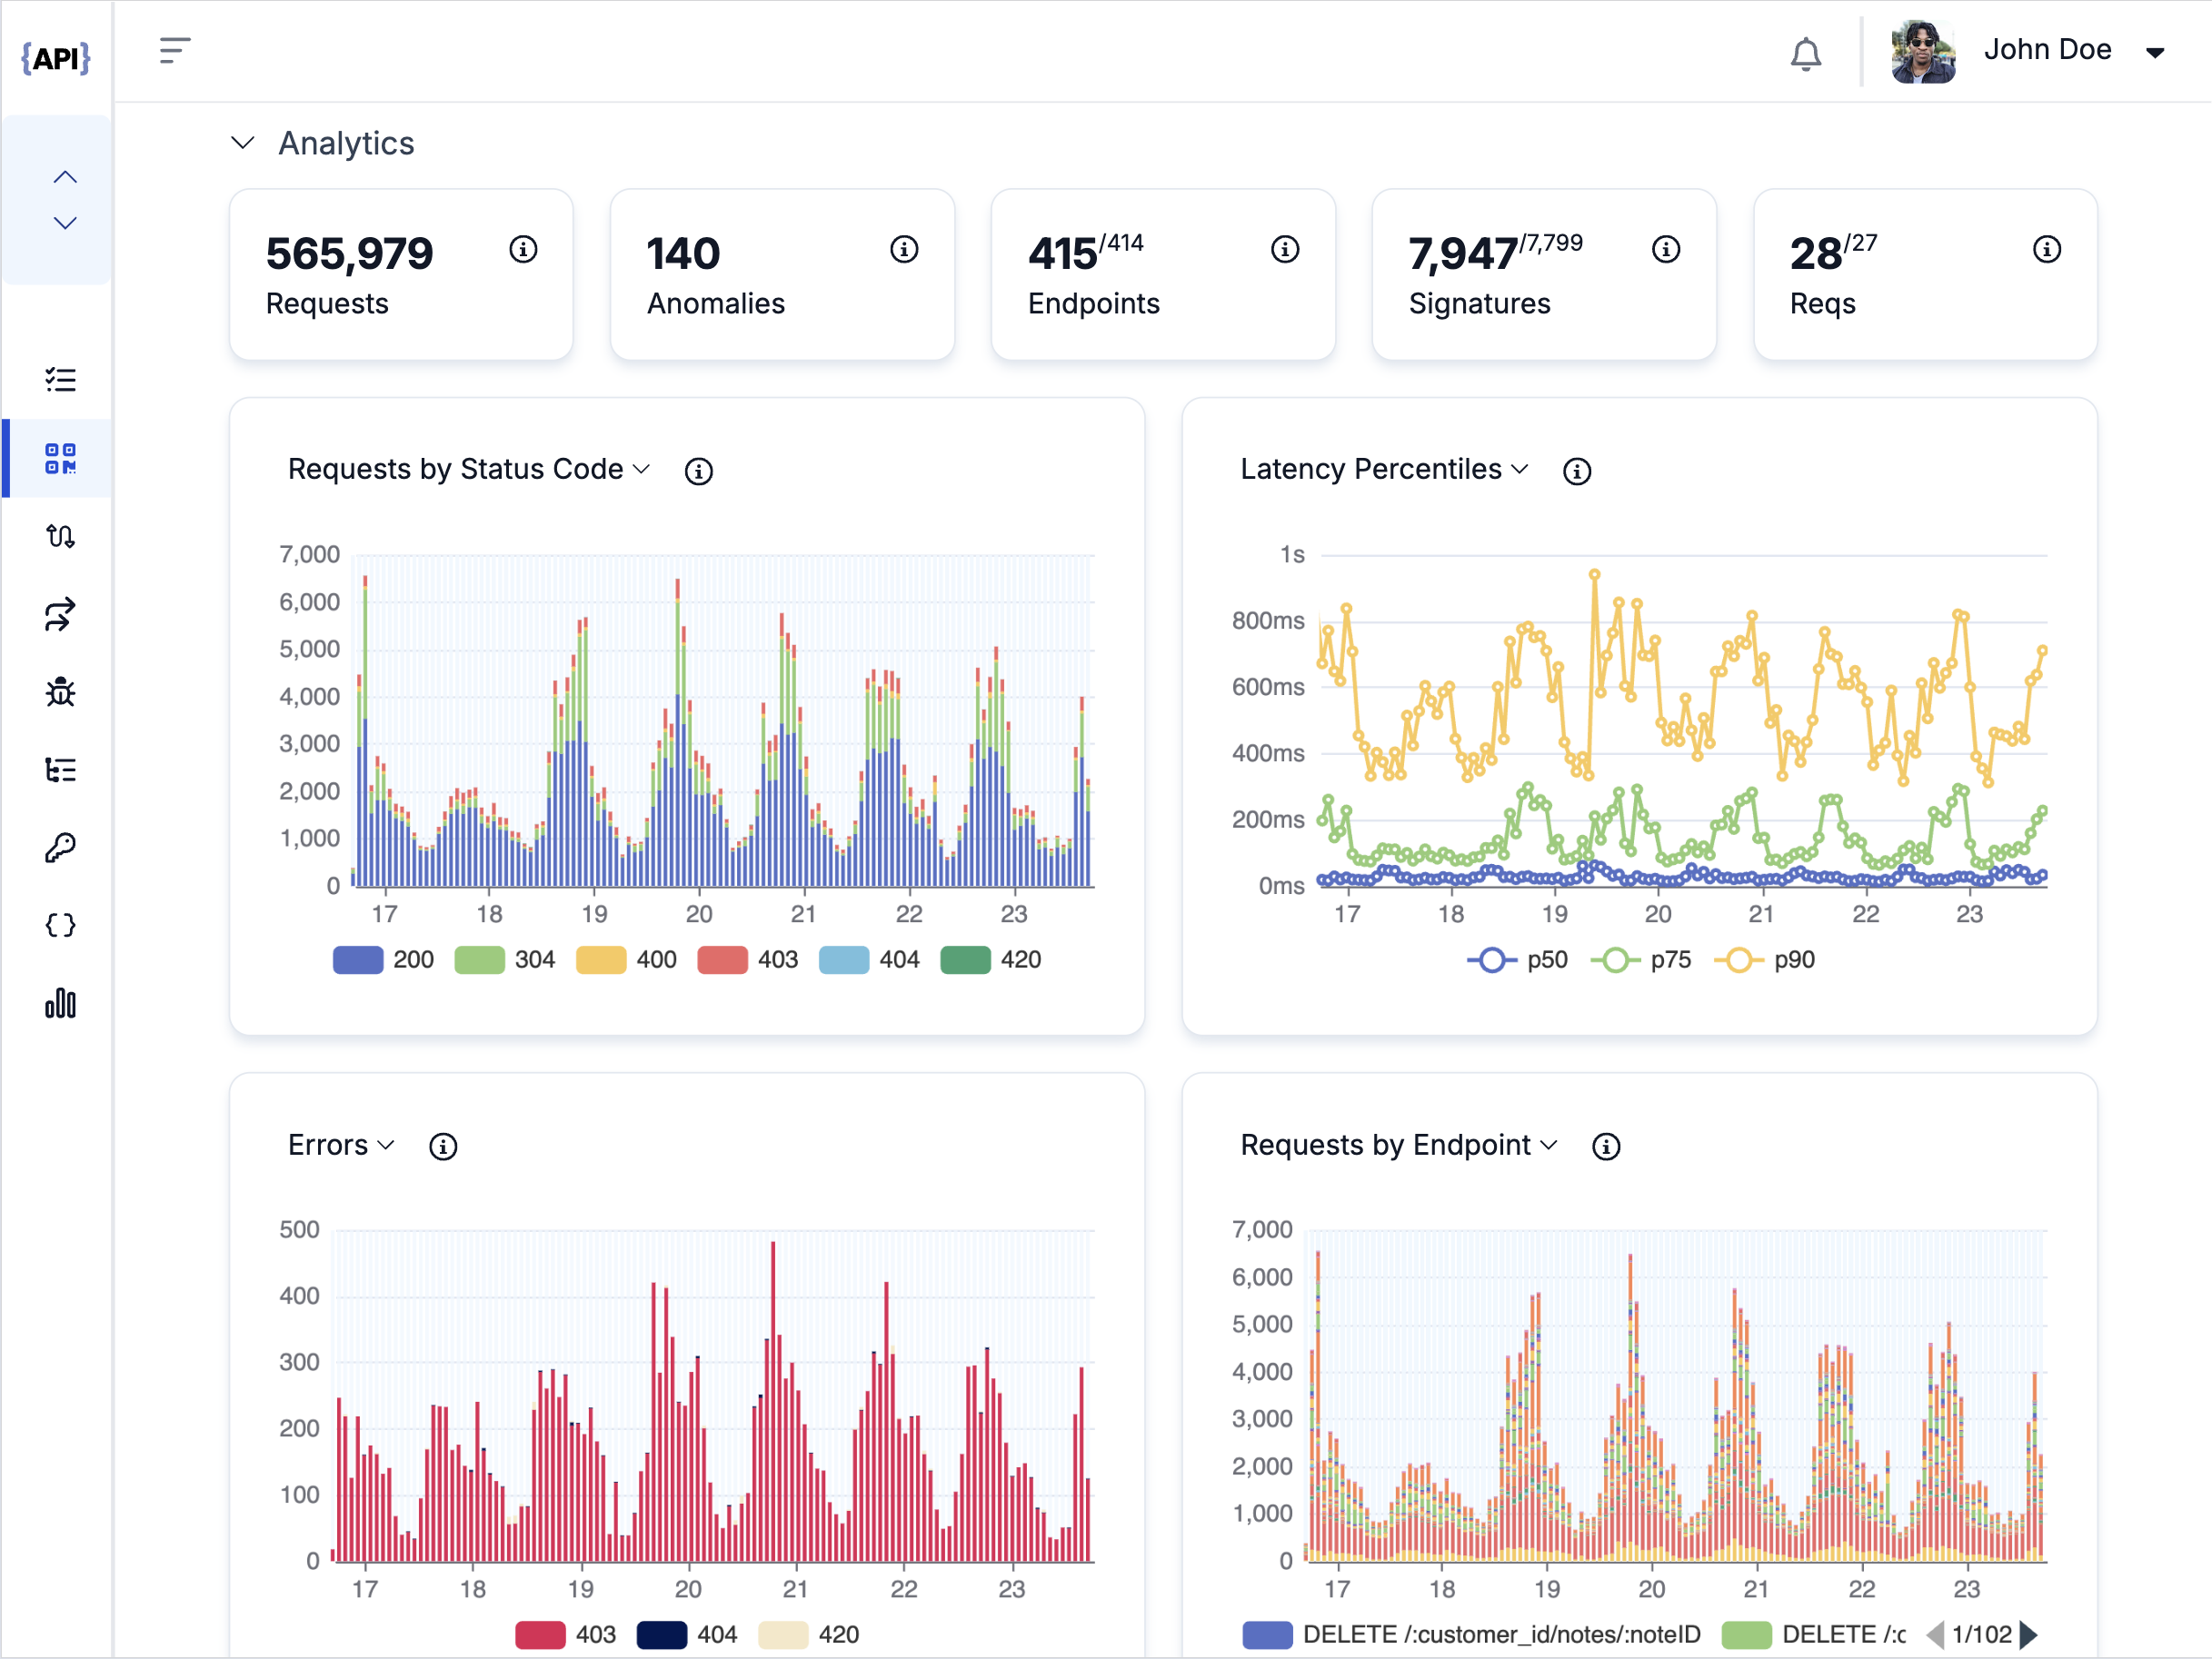 {API}
John Doe
Analytics
565,979
Requests
140
Anomalies
415/414
Endpoints
7,947/7,799
Signatures
28/27
Reqs
Requests by Status Code
7,000
6,000
5,000
4,000
3,000
2,000
1,000
0
17 18 19 20 21 22 23
200 304 400 403 404 420
Latency Percentiles
1s
800ms
600ms
400ms
200ms
0ms
17 18 19 20 21 22 23
p50 p75 p90
Errors
500
400
300
200
100
0
17 18 19 20 21 22 23
403 404 420
Requests by Endpoint
7,000
6,000
5,000
4,000
3,000
2,000
1,000
0
17 18 19 20 21 22 23
DELETE /:customer_id/notes/:noteID DELETE /:c 1/102